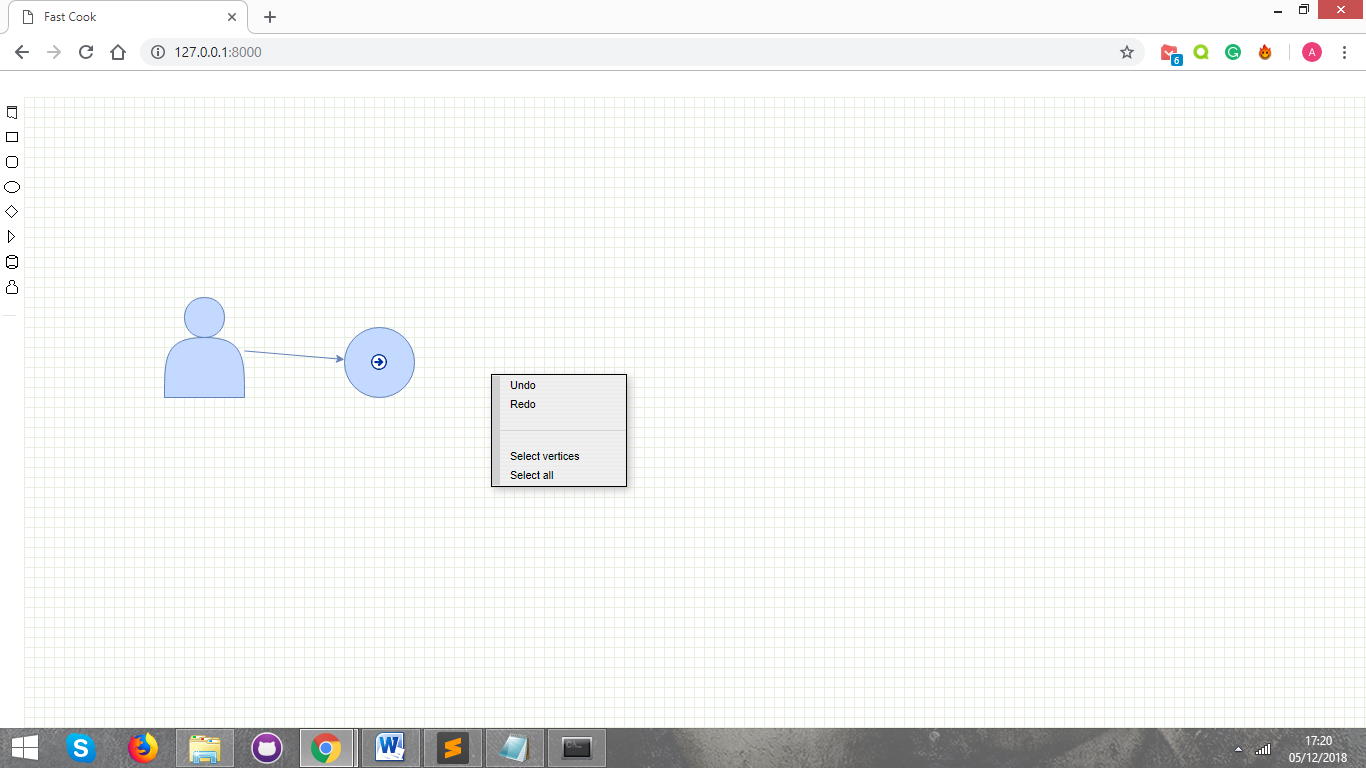 Fast Cook
127.0.0.1:8000
6
A
Undo
Redo
Select vertices
Select all
17:20
05/12/2018